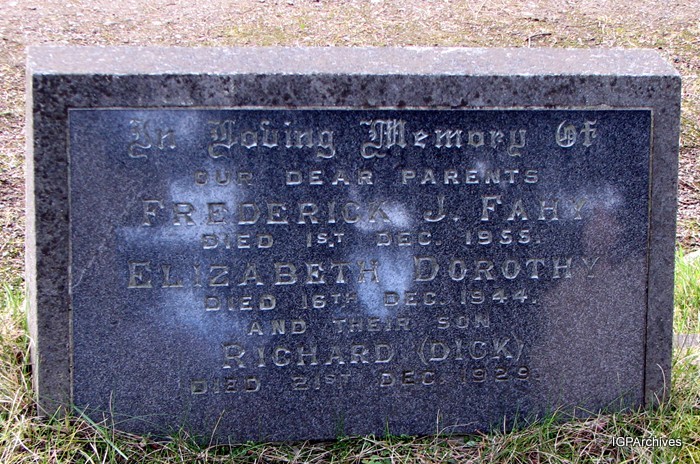 In Loving Memory Of
OUR DEAR PARENTS
FREDERICK J. FAHY
DIED 1ST DEC. 1955.
ELIZABETH DOROTHY
DIED 16TH DEC. 1944.
AND THEIR SON
RICHARD (DICK)
DIED 21ST DEC. 1929.
IGPArchives